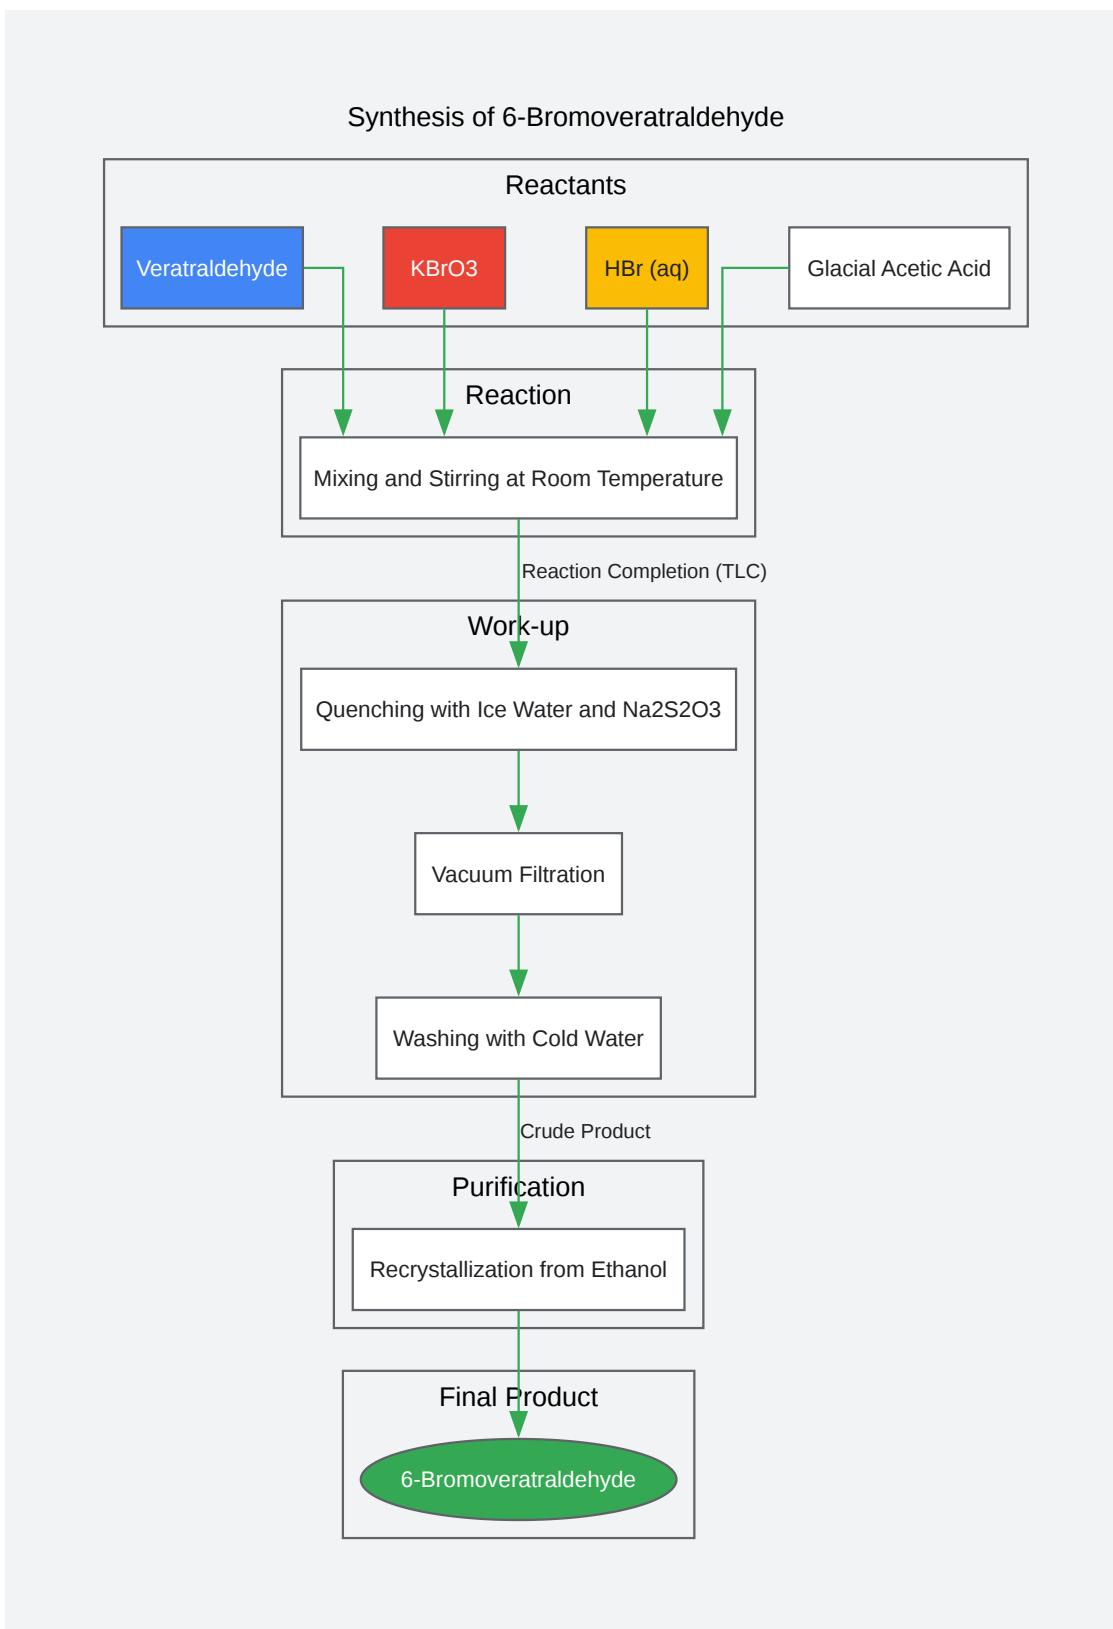 Synthesis of 6-Bromoveratraldehyde
Reactants
Veratraldehyde
KBrO3
HBr (aq)
Glacial Acetic Acid
Reaction
Mixing and Stirring at Room Temperature
Reaction Completion (TLC)
Work-up
Quenching with Ice Water and Na2S2O3
Vacuum Filtration
Washing with Cold Water
Crude Product
Purification
Recrystallization from Ethanol
Final Product
6-Bromoveratraldehyde